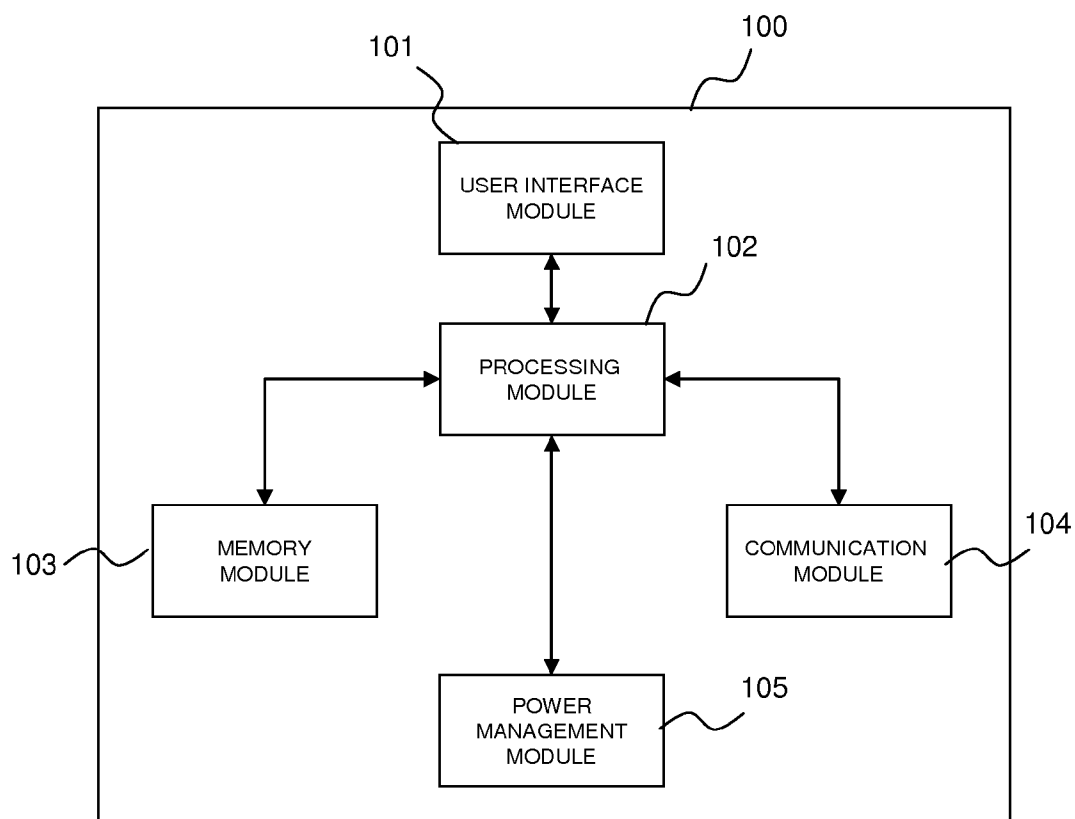 100
101
USER INTERFACE
MODULE
102
PROCESSING
MODULE
103
MEMORY
MODULE
COMMUNICATION
MODULE
104
POWER
MANAGEMENT
MODULE
105